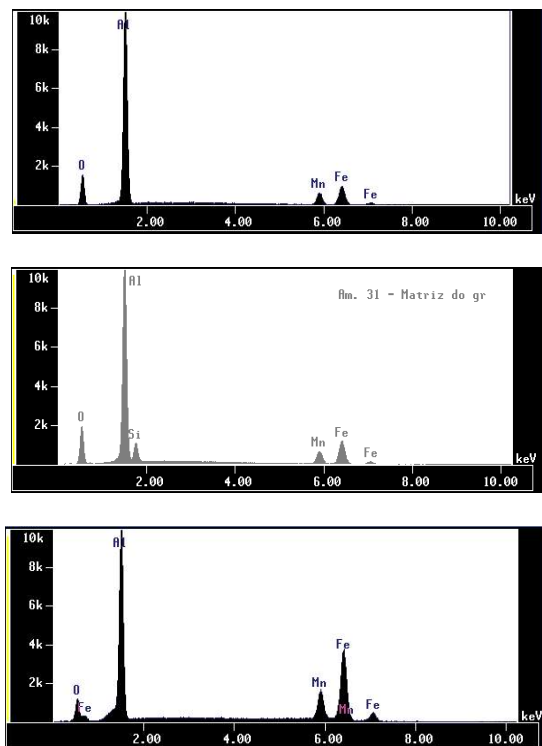 10k
Al
8k
6k
4k
2k
O
Mn
Fe
Fe
keV
2.00 4.00 6.00 8.00 10.00
10k
Al
Am. 31 - Matriz do gr
8k
6k
4k
2k
O
Si
Mn
Fe
Fe
keV
2.00 4.00 6.00 8.00 10.00
10k
Al
8k
6k
4k
2k
O
Fe
Mn
Fe
Mn
Fe
keV
2.00 4.00 6.00 8.00 10.00